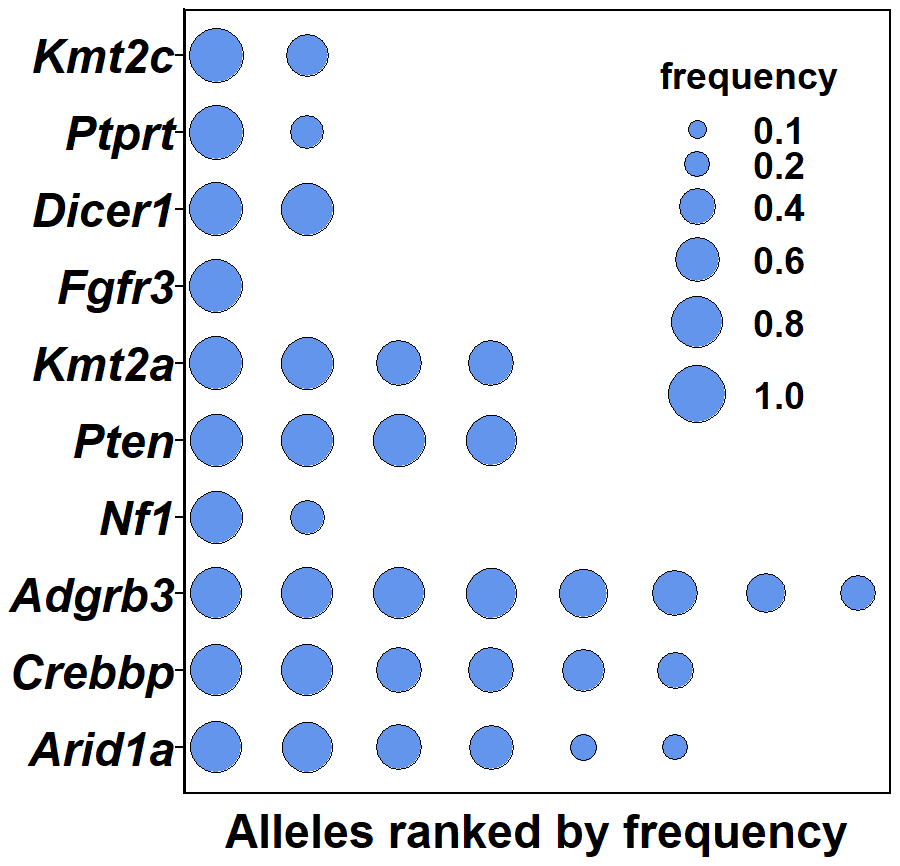 Kmt2c
Ptprt
Dicer1
Fgfr3
Kmt2a
Pten
Nf1
Adgrb3
Crebbp
Arid1a
frequency
0.1
0.2
0.4
0.6
0.8
1.0
Alleles ranked by frequency